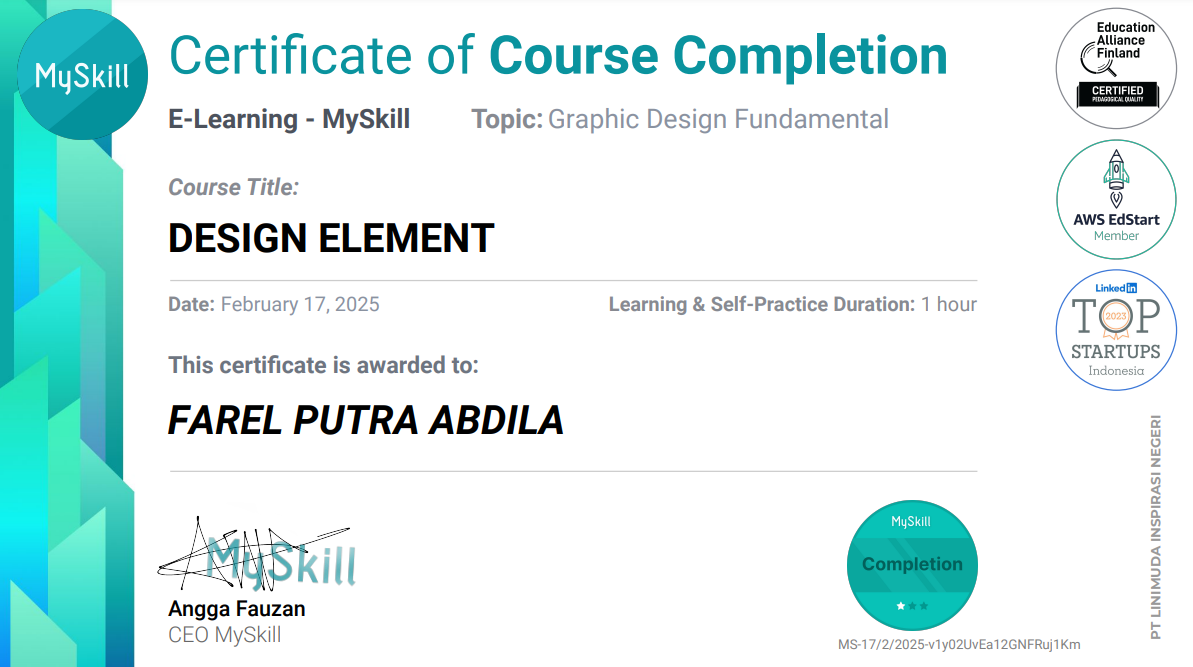 MySkill
Certificate of Course Completion
E-Learning - MySkill
Topic: Graphic Design Fundamental
Course Title:
DESIGN ELEMENT
Date: February 17, 2025
Learning & Self-Practice Duration: 1 hour
This certificate is awarded to:
FAREL PUTRA ABDILA
MySkill
Angga Fauzan
CEO MySkill
MySkill
Completion
MS-17/2/2025-v1y02UvEa12GNFRuj1Km
Education
Alliance
Finland
CERTIFIED
PEDAGOGICAL QUALITY
AWS EdStart
Member
Linked in
TOP
2023
STARTUPS
Indonesia
PT LINIMUDA INSPIRASI NEGERI